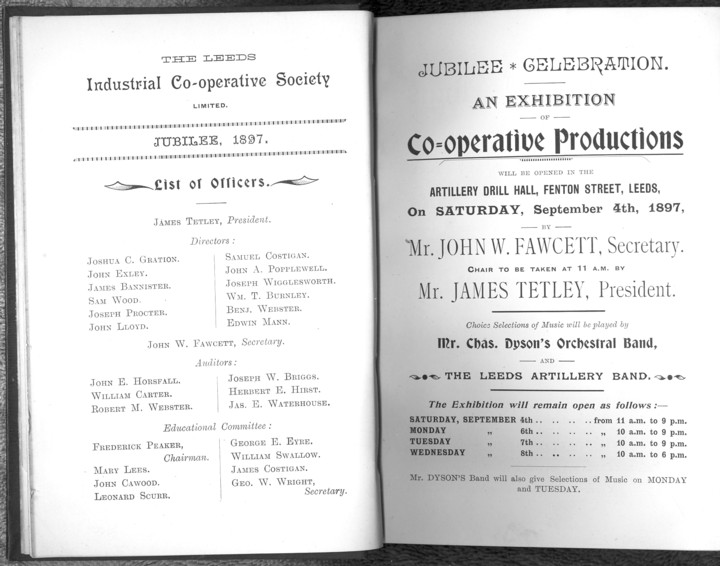 THE LEEDS
Industrial Co-operative Society
LIMITED.
JUBILEE, 1897.
List of Officers.
JAMES TETLEY, President.
Directors:
JOSHUA C. GRATION.
JOHN EXLEY.
JAMES BANNISTER.
SAM WOOD.
JOSEPH PROCTER.
JOHN LLOYD.
SAMUEL COSTIGAN.
JOHN A. POPPLEWELL.
JOSEPH WIGGLESWORTH.
WM. T. BURNLEY.
BENJ. WEBSTER.
EDWIN MANN.
JOHN W. FAWCETT, Secretary.
Auditors:
JOHN E. HORSFALL.
WILLIAM CARTER.
ROBERT M. WEBSTER.
JOSEPH W. BRIGGS.
HERBERT E. HIRST.
JAS. E. WATERHOUSE.
Educational Committee:
FREDERICK PEAKER,
Chairman.
MARY LEES.
JOHN CAWOOD.
LEONARD SCURR.
GEORGE E. EYRE.
WILLIAM SWALLOW.
JAMES COSTIGAN.
GEO. W. WRIGHT,
Secretary.
JUBILEE * CELEBRATION.
AN EXHIBITION
OF
Co=operative Productions
WILL BE OPENED IN THE
ARTILLERY DRILL HALL, FENTON STREET, LEEDS,
On SATURDAY, September 4th, 1897,
BY
Mr. JOHN W. FAWCETT, Secretary.
CHAIR TO BE TAKEN AT 11 A.M. BY
Mr. JAMES TETLEY, President.
Choice Selections of Music will be played by
Mr. Chas. Dyson's Orchestral Band,
AND
THE LEEDS ARTILLERY BAND.
The Exhibition will remain open as follows:—
SATURDAY, SEPTEMBER 4th .. .. .. .. from 11 a.m. to 9 p.m.
MONDAY „ 6th .. .. .. .. „ 10 a.m. to 9 p.m.
TUESDAY „ 7th .. .. .. .. „ 10 a.m. to 9 p.m.
WEDNESDAY „ 8th .. .. .. .. „ 10 a.m. to 6 p.m.
Mr. DYSON'S Band will also give Selections of Music on MONDAY
and TUESDAY.